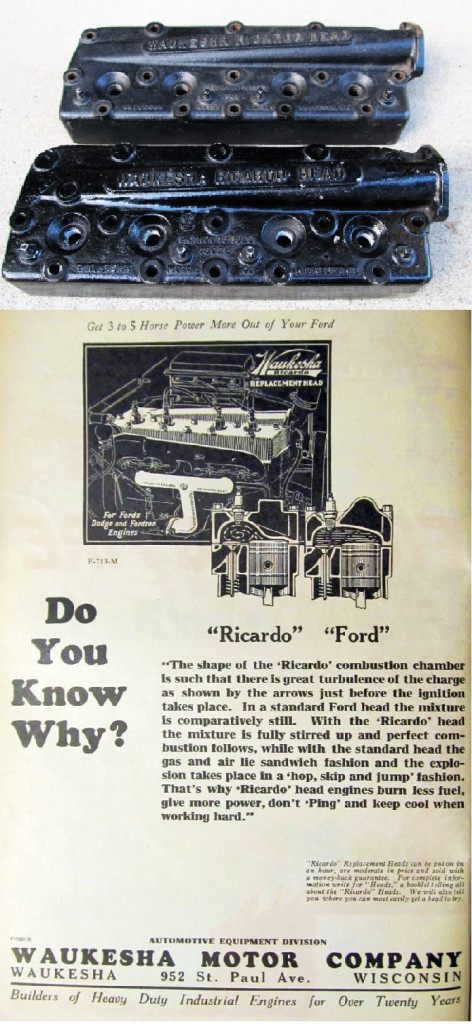 WAUKESHA RICARDO HEAD
WAUKESHA RICARDO HEAD
Get 3 to 5 Horse Power More Out of Your Ford
Waukesha
Ricardo
REPLACEMENT HEAD
For Fords
Dodge and Fordson
Engines
"Ricardo" "Ford"
Do
You
Know
Why?
"The shape of the 'Ricardo' combustion chamber
is such that there is great turbulence of the charge
as shown by the arrows just before the ignition
takes place. In a standard Ford head the mixture
is comparatively still. With the 'Ricardo' head
the mixture is fully stirred up and perfect com-
bustion follows, while with the standard head the
gas and air lie sandwich fashion and the explo-
sion takes place in a 'hop, skip and jump' fashion.
That's why 'Ricardo' head engines burn less fuel,
give more power, don't 'Ping' and keep cool when
working hard."
"Ricardo" Replacement Heads can be put on in
an hour, are moderate in price and sold with
a money-back guarantee. For complete infor-
mation write for "Heads," a booklet telling all
about the "Ricardo" Heads. We will also tell
you where you can most easily get a head to try.
AUTOMOTIVE EQUIPMENT DIVISION
WAUKESHA MOTOR COMPANY
WAUKESHA 952 St. Paul Ave. WISCONSIN
Builders of Heavy Duty Industrial Engines for Over Twenty Years